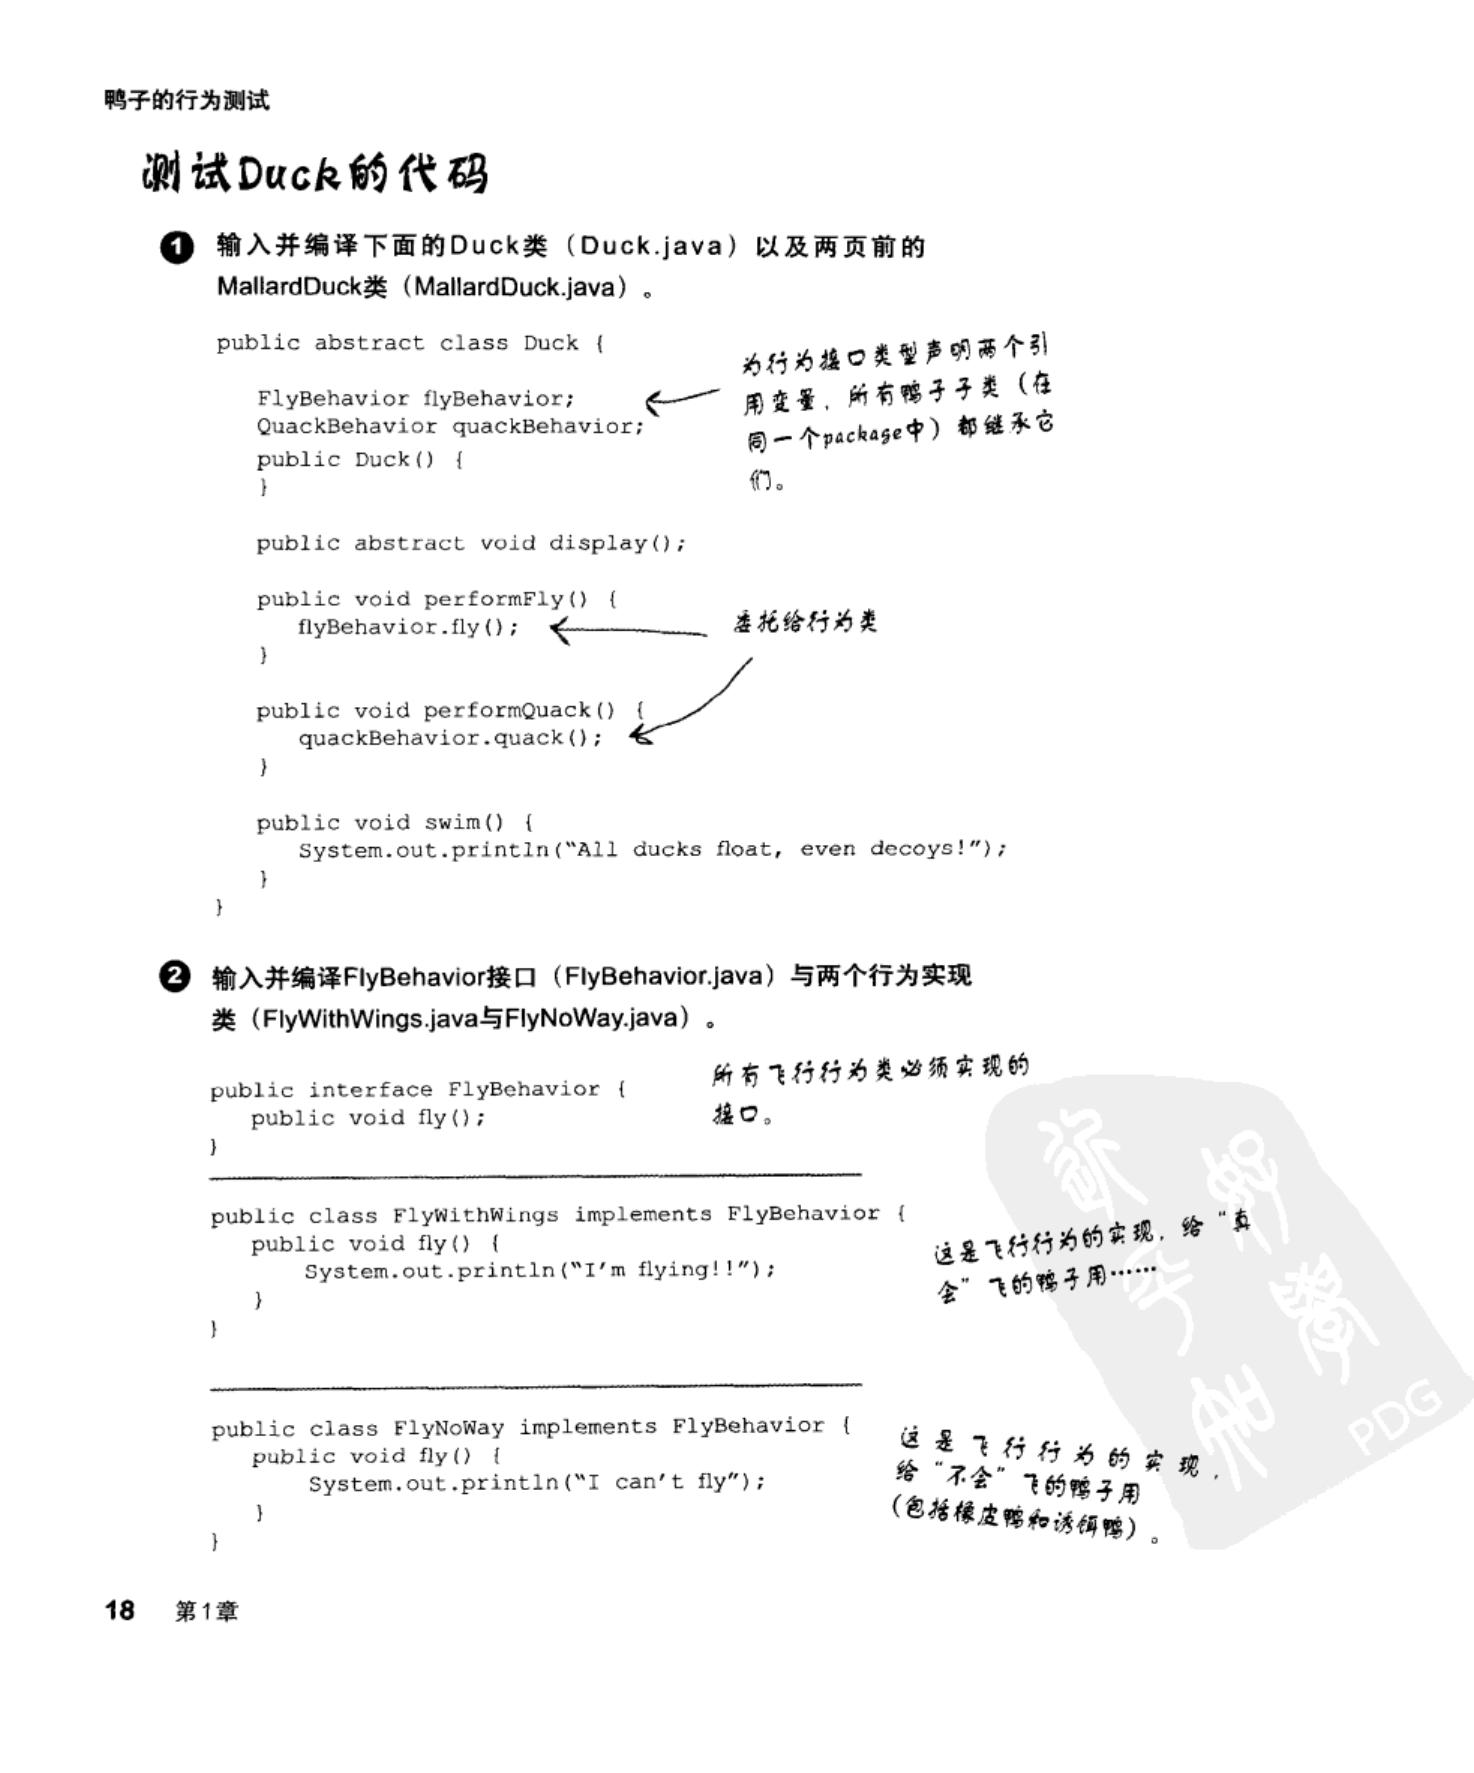 鸭子的行为测试
测试Duck的代码
1 输入并编译下面的Duck类（Duck.java）以及两页前的
MallardDuck类（MallardDuck.java）。
public abstract class Duck {
FlyBehavior flyBehavior;
QuackBehavior quackBehavior;
public Duck() {
}
为行为接口类型声明两个引
用变量，所有鸭子子类（在
同一个package中）都继承它
们。
public abstract void display();
public void performFly() {
flyBehavior.fly();
}
委托给行为类
public void performQuack() {
quackBehavior.quack();
}
public void swim() {
System.out.println(“All ducks float, even decoys!”);
}
}
2 输入并编译FlyBehavior接口（FlyBehavior.java）与两个行为实现
类（FlyWithWings.java与FlyNoWay.java）。
public interface FlyBehavior {
public void fly();
}
所有飞行行为类必须实现的
接口。
public class FlyWithWings implements FlyBehavior {
public void fly() {
System.out.println(“I’m flying!!”);
}
}
这是飞行行为的实现，给“真
会”飞的鸭子用……
public class FlyNoWay implements FlyBehavior {
public void fly() {
System.out.println(“I can’t fly”);
}
}
这是飞行行为的实现，
给“不会”飞的鸭子用
（包括橡皮鸭和诱饵鸭）。
PDG
18 第1章